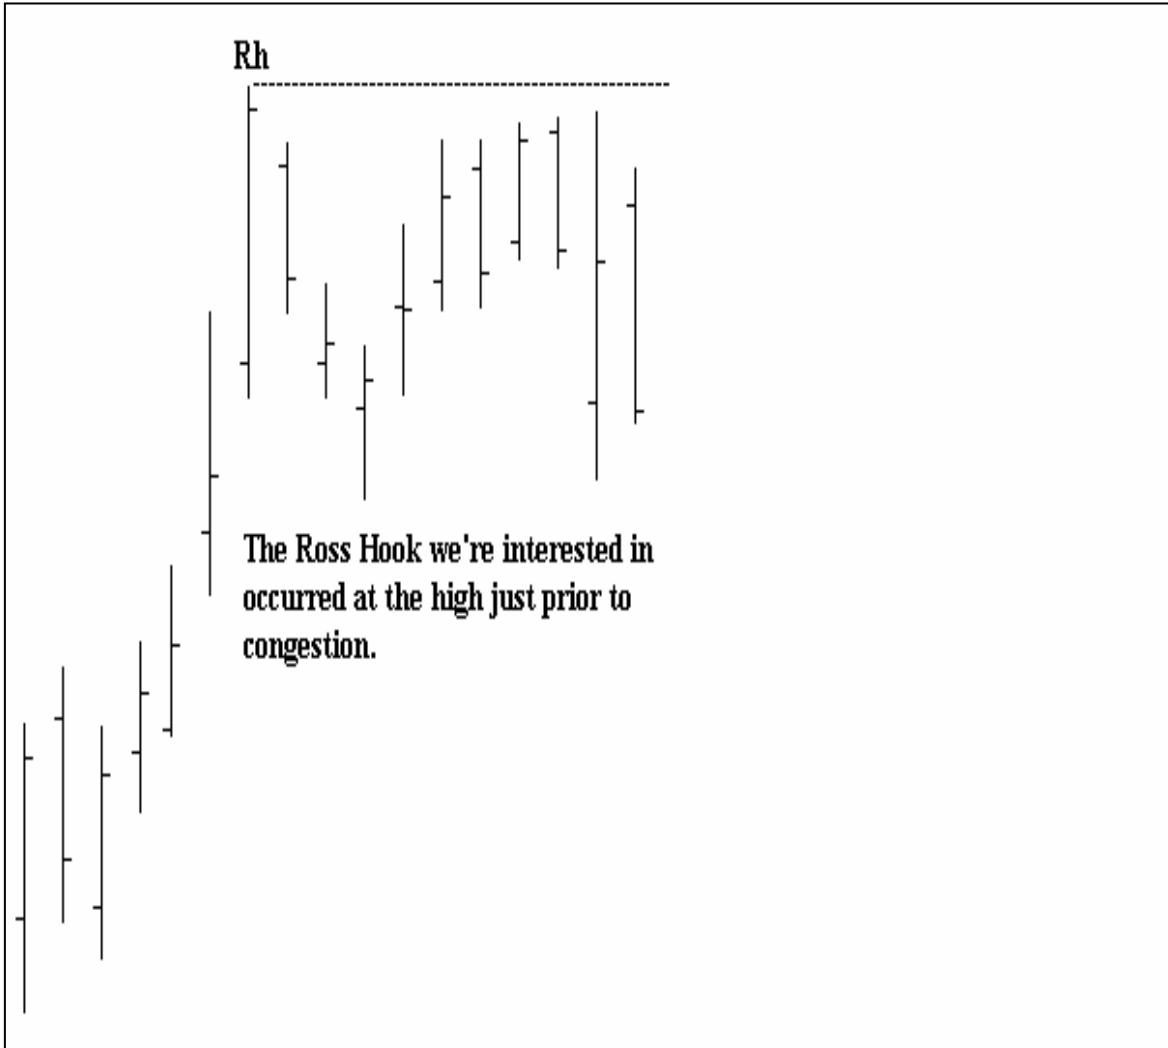 Rh
The Ross Hook we're interested in
occurred at the high just prior to
congestion.